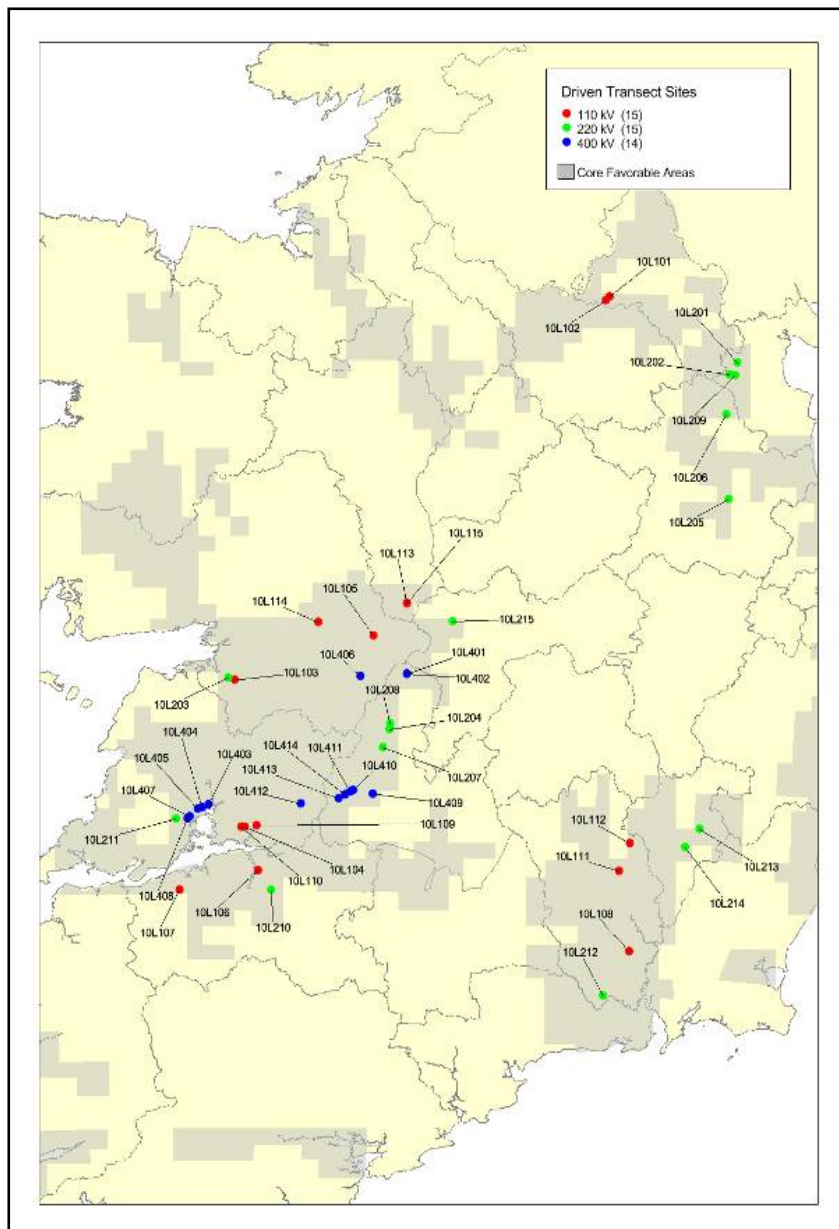 Driven Transect Sites
110 kV (15)
220 kV (15)
400 kV (14)
Core Favorable Areas
10L101
10L102
10L201
10L202
10L209
10L206
10L205
10L115
10L113
10L105
10L114
10L215
10L406
10L401
10L103
10L402
10L208
10L203
10L204
10L404
10L411
10L414
10L403
10L410
10L405
10L413
10L207
10L407
10L412
10L409
10L211
10L109
10L112
10L104
10L111
10L213
10L110
10L408
10L106
10L214
10L107
10L210
10L108
10L212